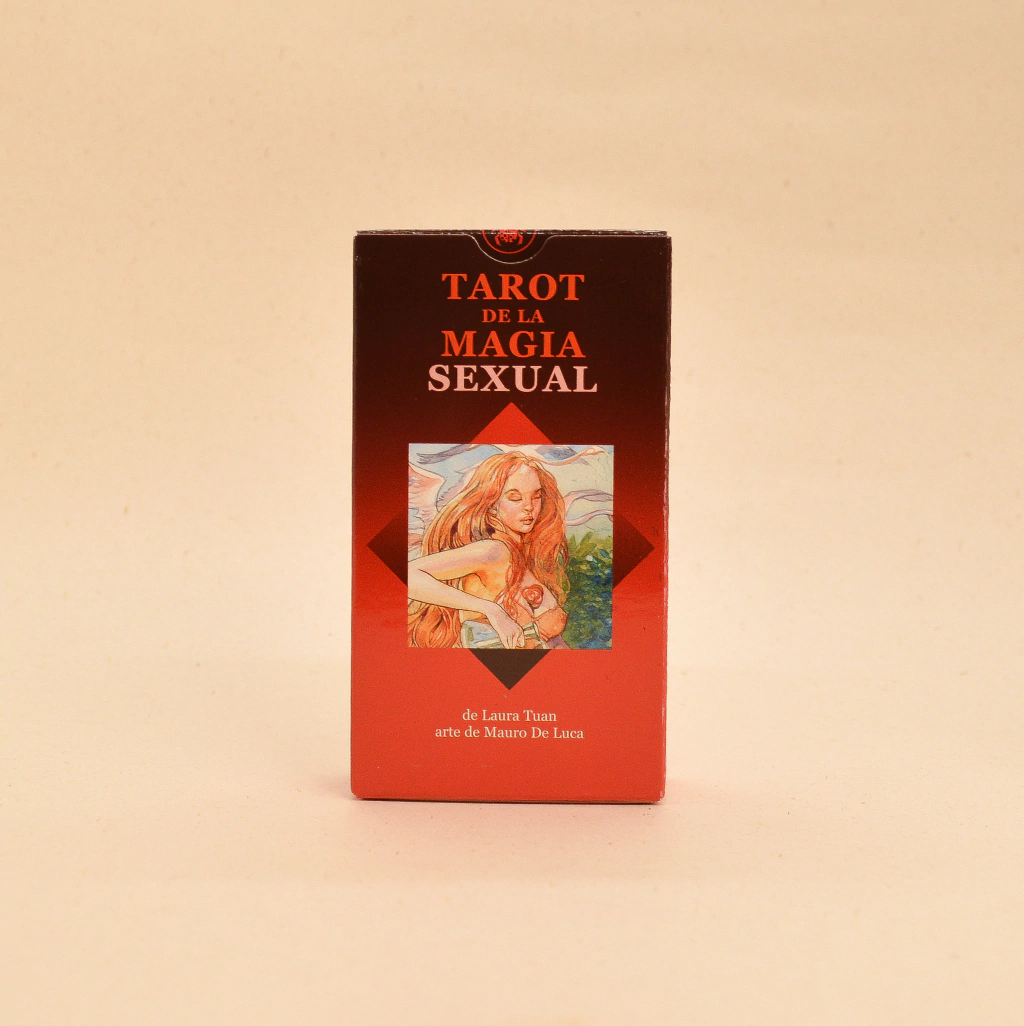 TAROT
DE LA
MAGIA
SEXUAL
de Laura Tuan
arte de Mauro De Luca